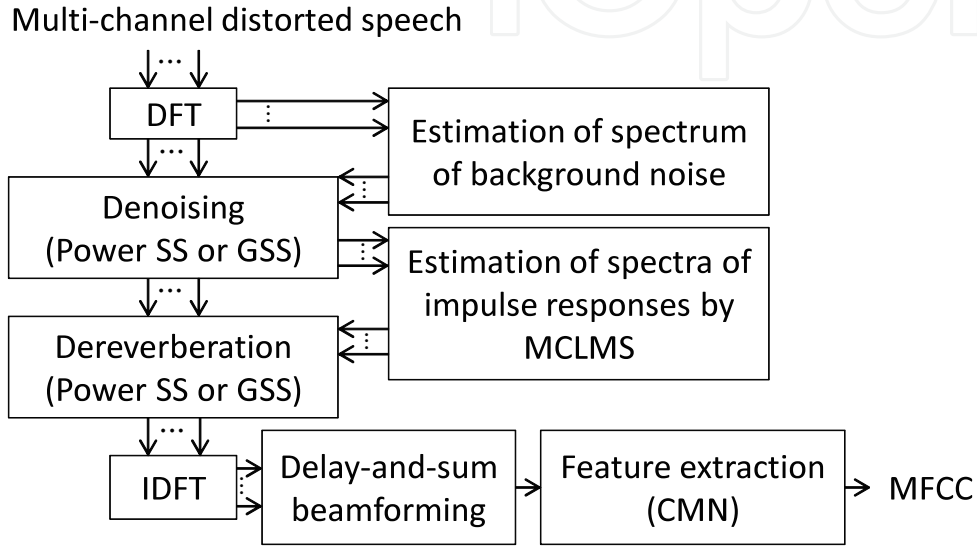 Multi-channel distorted speech
DFT
Estimation of spectrum
of background noise
Denoising
(Power SS or GSS)
Estimation of spectra of
impulse responses by
MCLMS
Dereverberation
(Power SS or GSS)
IDFT
Delay-and-sum
beamforming
Feature extraction
(CMN)
MFCC